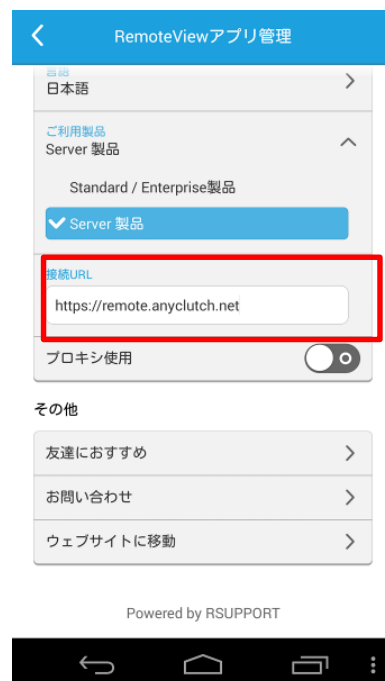 RemoteViewアプリ管理
言語
日本語
ご利用製品
Server 製品
Standard / Enterprise製品
Server 製品
接続URL
https://remote.anyclutch.net
プロキシ使用
その他
友達におすすめ
お問い合わせ
ウェブサイトに移動
Powered by RSUPPORT